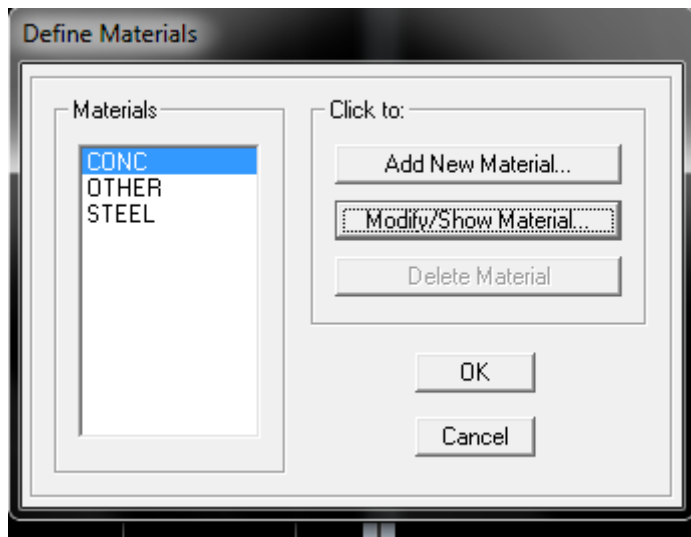 Define Materials
Materials
CONC
OTHER
STEEL
Click to:
Add New Material...
Modify/Show Material...
Delete Material
OK
Cancel